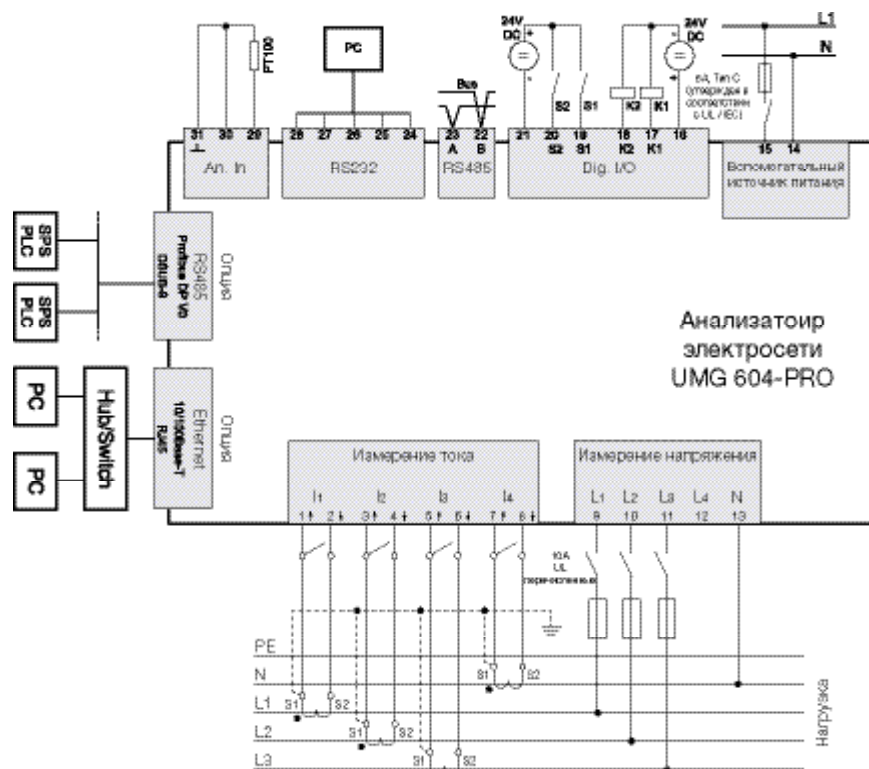 24V
DC
24V
DC
L1
N
PC
PT100
Bus
S2
S1
K2
K1
6A, Тип C
(утвержден в
соответствии
с UL / IEC)
31
30
29
28
27
26
25
24
23
22
21
20
19
18
17
16
15
14
A
B
S2
S1
K2
K1
An. In
RS232
RS485
Dig. I/O
Вспомогательный
источник питания
SPS
PLC
SPS
PLC
RS485
Profibus DP V0
DSUB-9
Опция
PC
PC
Hub/Switch
Ethernet
10/100Base-T
RJ45
Опция
Анализатоир
электросети
UMG 604-PRO
Измерение тока
Измерение напряжения
I1
I2
I3
I4
L1
L2
L3
L4
N
1
2
3
4
5
6
7
8
9
10
11
12
13
10A
UL
перечисленные
PE
N
S1
S2
L1
S1
S2
L2
S1
S2
L3
S1
S2
Нагрузка